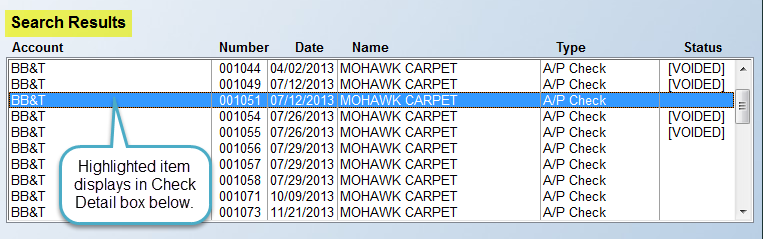 Search Results
Account Number Date Name Type Status
BB&T 001044 04/02/2013 MOHAWK CARPET A/P Check [VOIDED]
BB&T 001049 07/12/2013 MOHAWK CARPET A/P Check [VOIDED]
BB&T 001051 07/12/2013 MOHAWK CARPET A/P Check
BB&T 001054 07/26/2013 MOHAWK CARPET A/P Check [VOIDED]
BB&T 001055 07/26/2013 MOHAWK CARPET A/P Check [VOIDED]
BB&T 001056 07/29/2013 MOHAWK CARPET A/P Check
BB&T 001057 07/29/2013 MOHAWK CARPET A/P Check
BB&T 001058 07/29/2013 MOHAWK CARPET A/P Check
BB&T 001071 10/09/2013 MOHAWK CARPET A/P Check
BB&T 001073 11/21/2013 MOHAWK CARPET A/P Check
Highlighted item
displays in Check
Detail box below.